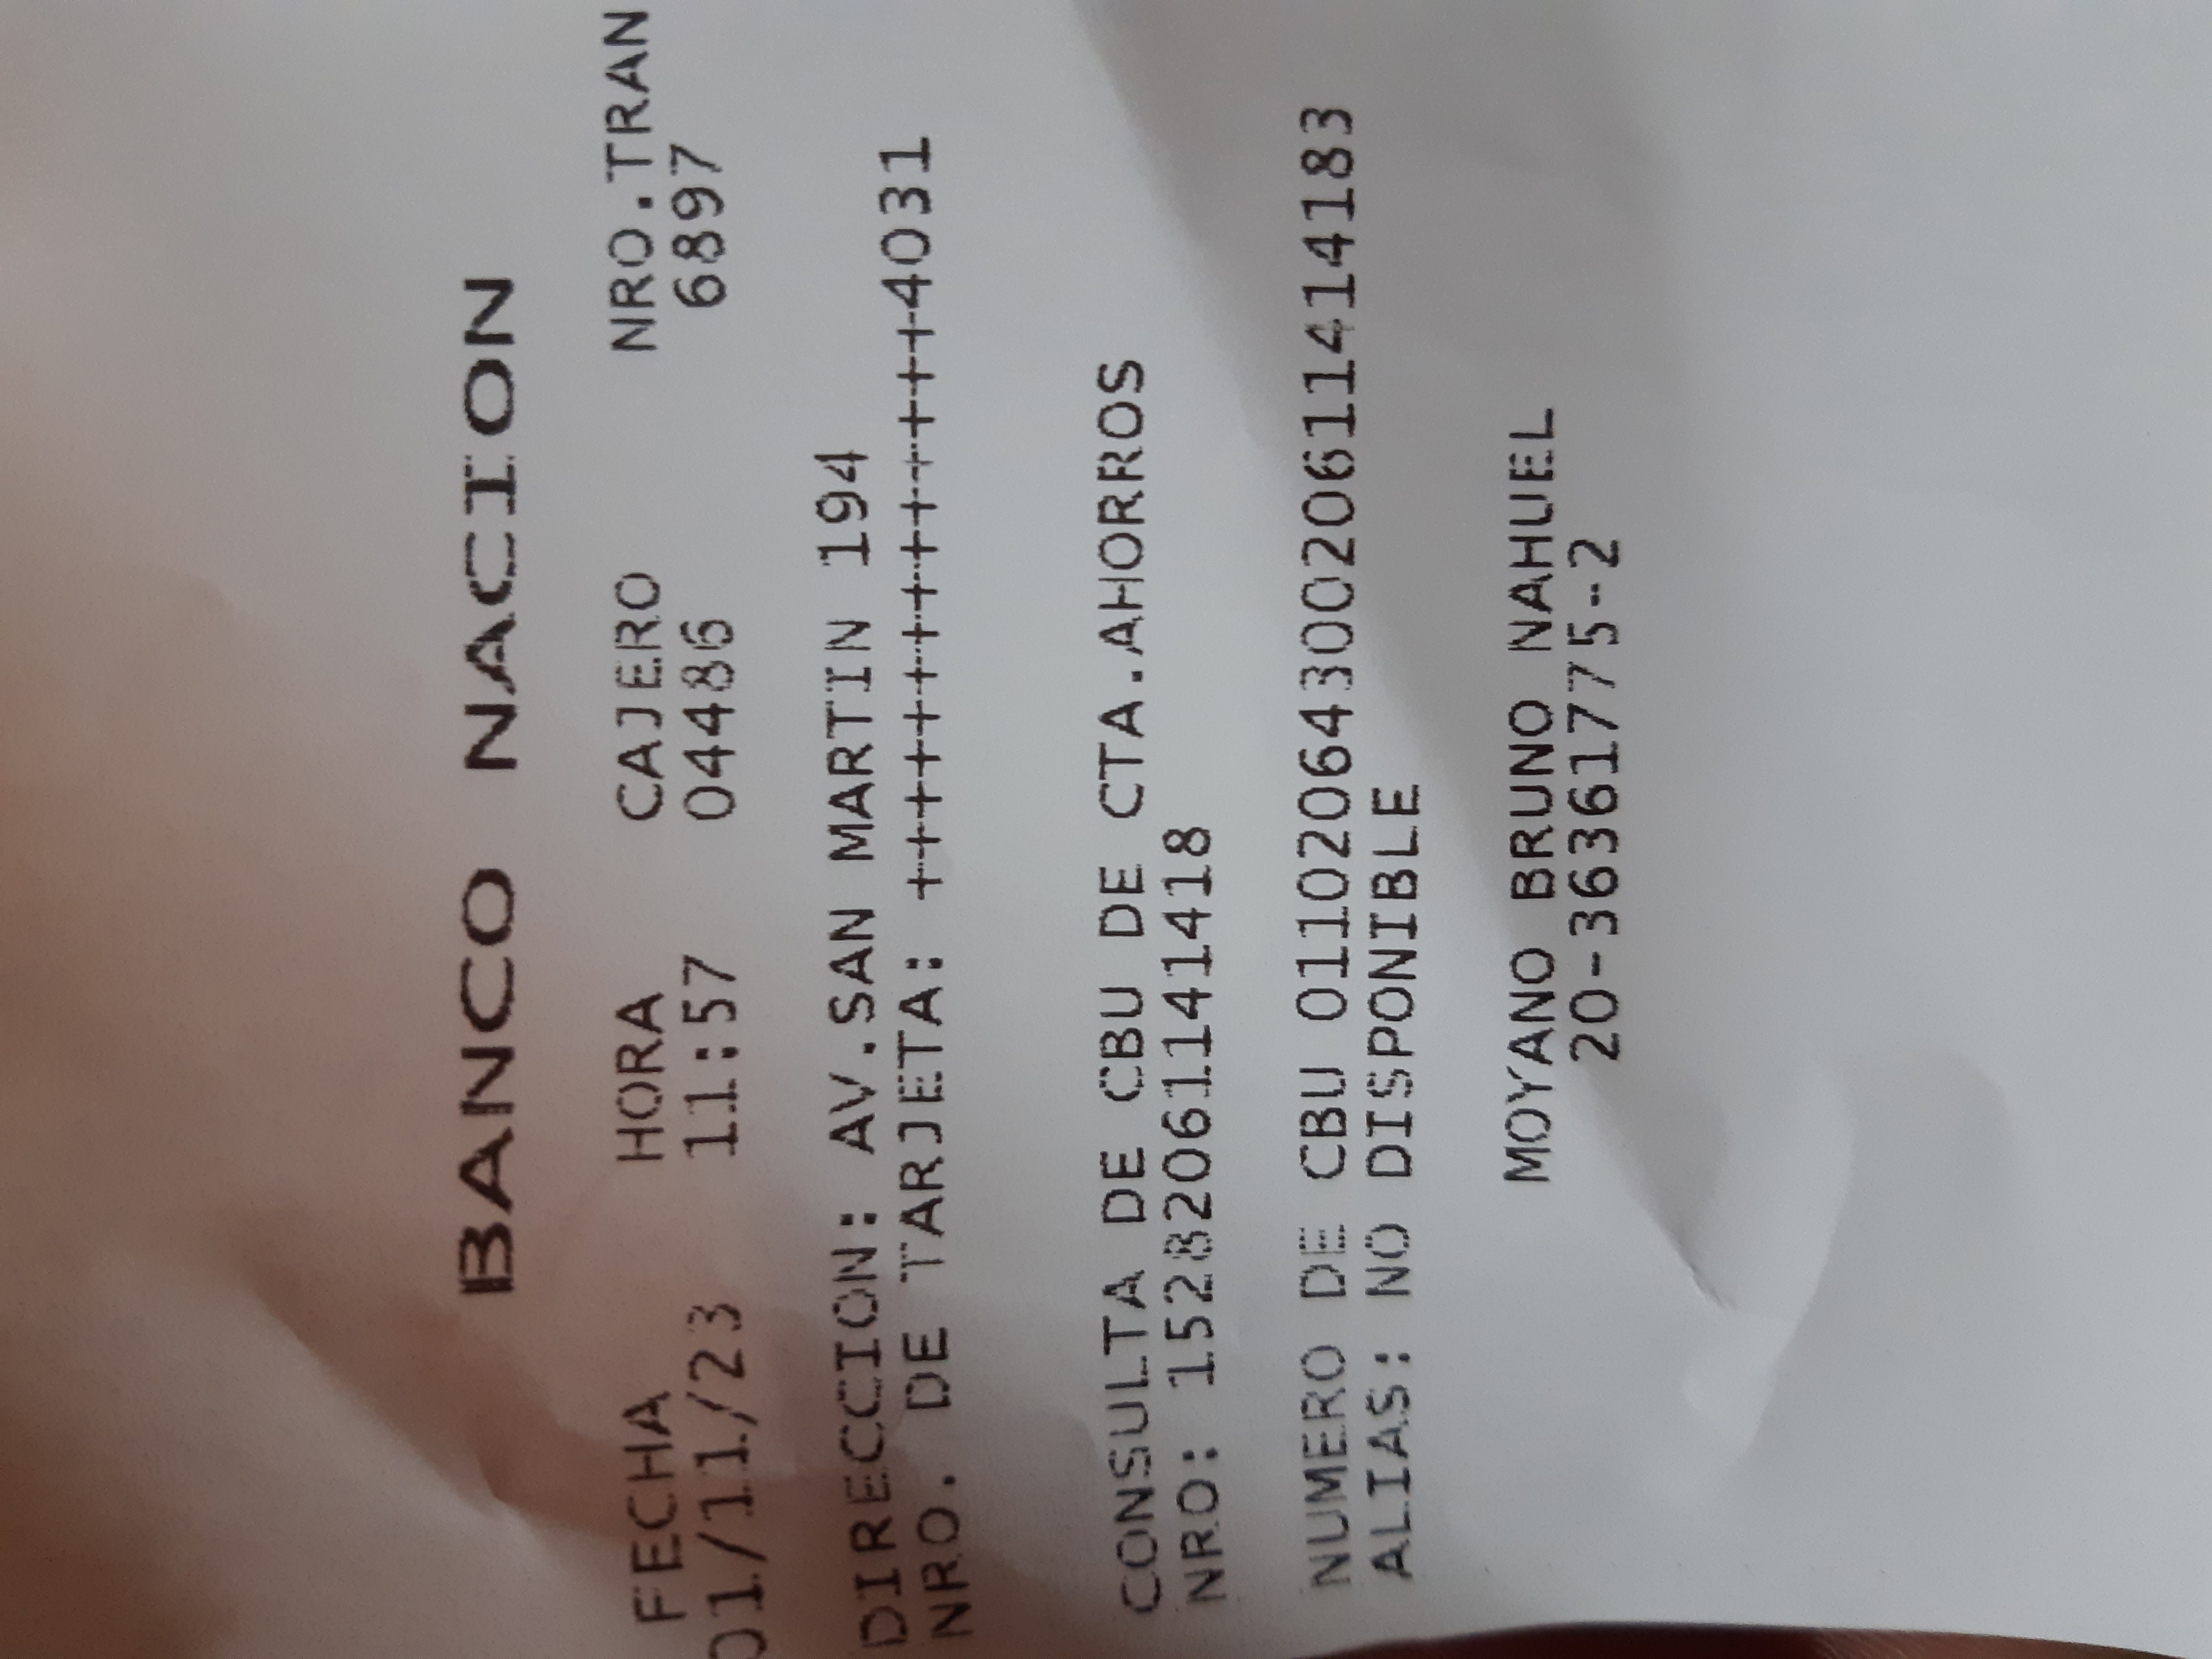 BANCO NACION
FECHA HORA CAJERO NRO.TRAN
01/11/23 11:57 04486 6897
DIRECCION: AV.SAN MARTIN 194
NRO. DE TARJETA: ++++++++++++++4031
CONSULTA DE CBU DE CTA.AHORROS
NRO: 15282061141418
NUMERO DE CBU 0110206430020611414183
ALIAS: NO DISPONIBLE
MOYANO BRUNO NAHUEL
20-36361775-2